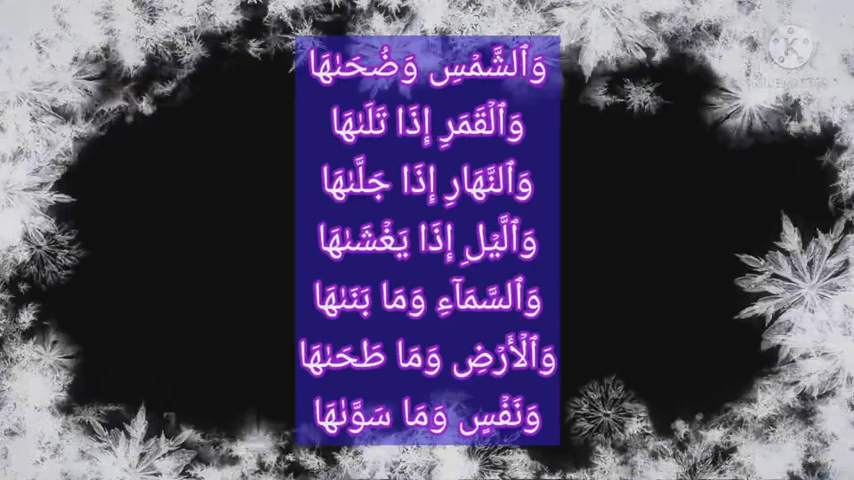 وَٱلشَّمْسِ وَضُحَىٰهَا
وَٱلْقَمَرِ إِذَا تَلَىٰهَا
وَٱلنَّهَارِ إِذَا جَلَّىٰهَا
وَٱلَّيْلِ إِذَا يَغْشَىٰهَا
وَٱلسَّمَآءِ وَمَا بَنَىٰهَا
وَٱلْأَرْضِ وَمَا طَحَىٰهَا
وَنَفْسٍ وَمَا سَوَّىٰهَا